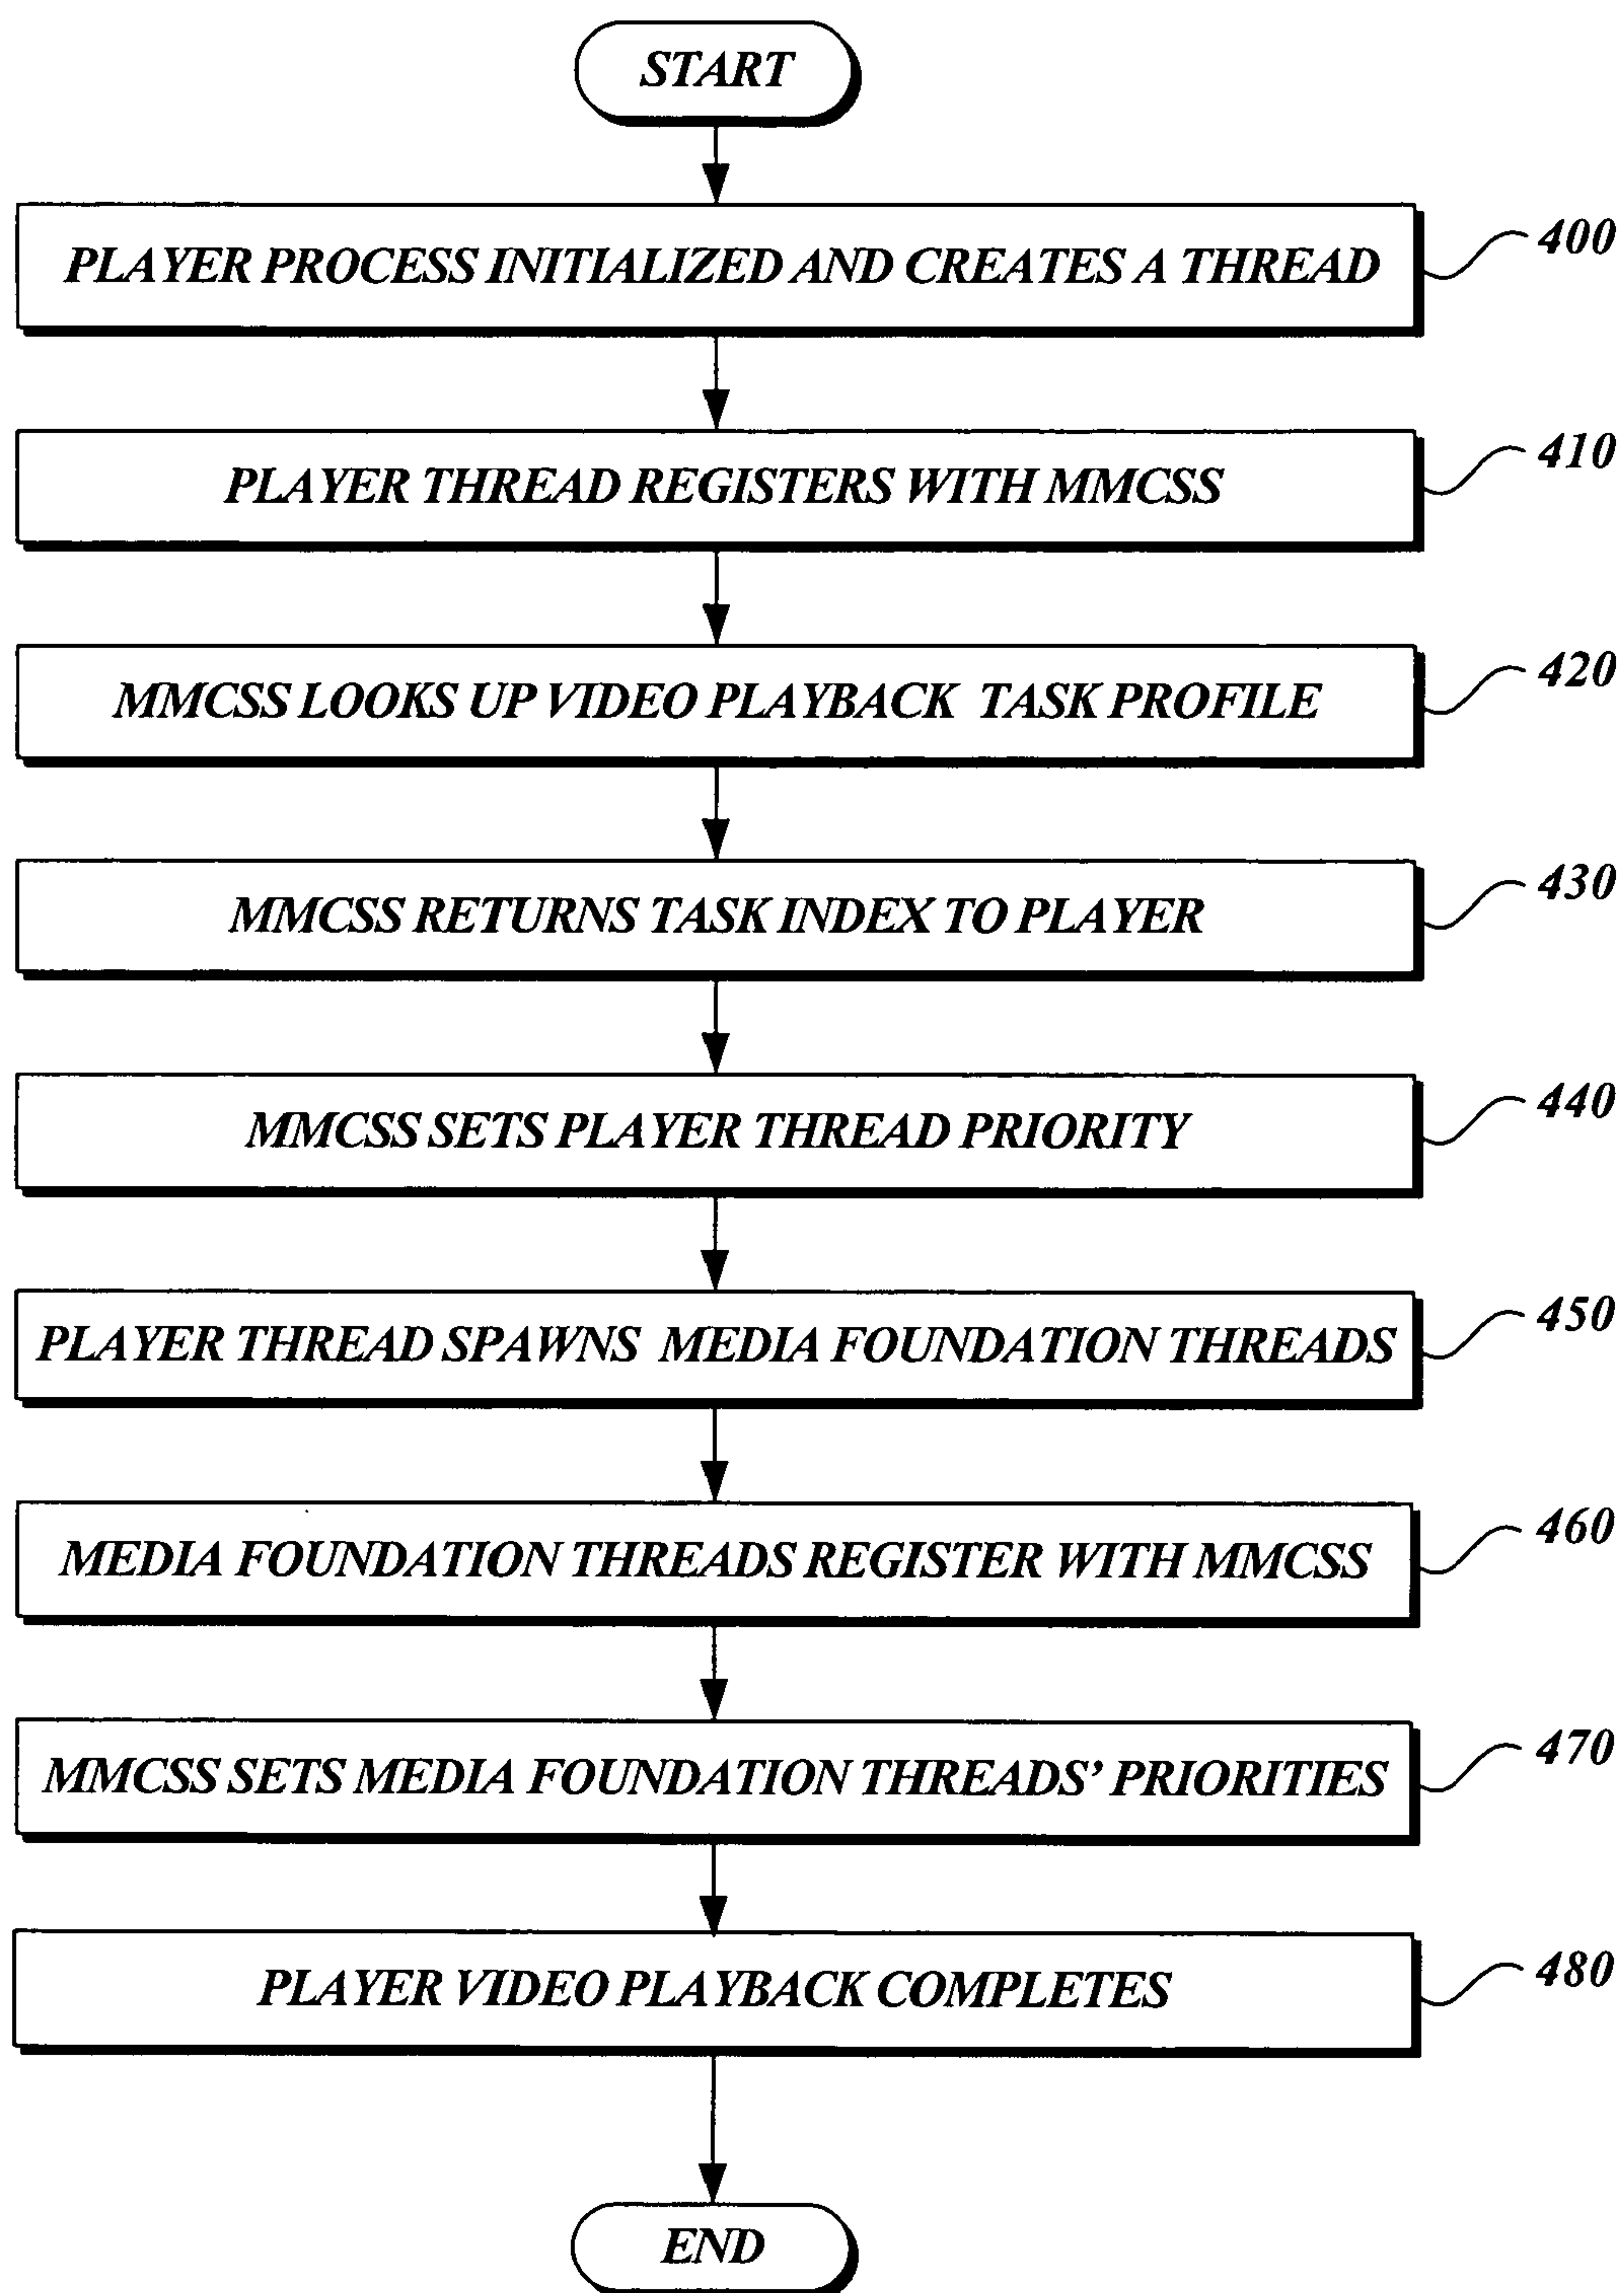 START
PLAYER PROCESS INITIALIZED AND CREATES A THREAD
400
PLAYER THREAD REGISTERS WITH MMCSS
410
MMCSS LOOKS UP VIDEO PLAYBACK TASK PROFILE
420
MMCSS RETURNS TASK INDEX TO PLAYER
430
MMCSS SETS PLAYER THREAD PRIORITY
440
PLAYER THREAD SPAWNS MEDIA FOUNDATION THREADS
450
MEDIA FOUNDATION THREADS REGISTER WITH MMCSS
460
MMCSS SETS MEDIA FOUNDATION THREADS’ PRIORITIES
470
PLAYER VIDEO PLAYBACK COMPLETES
480
END